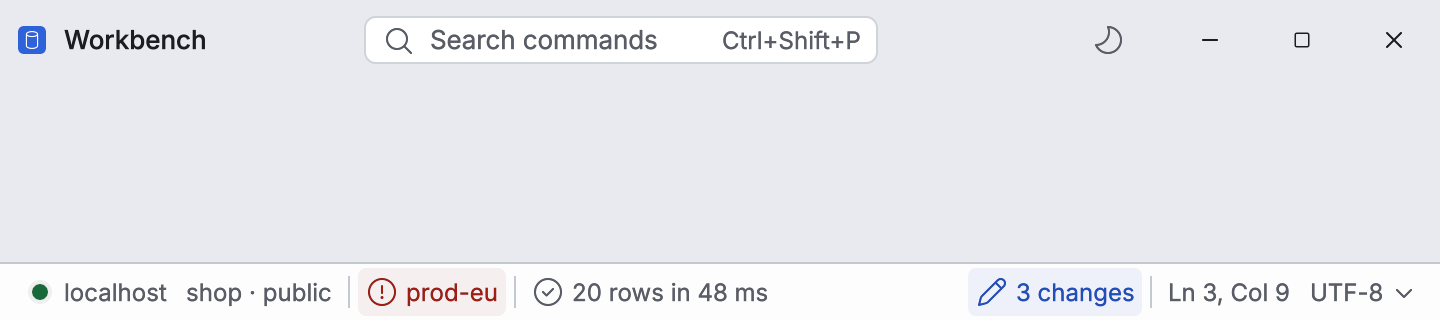 Workbench Search commands Ctrl+Shift+P
localhost shop · public prod-eu 20 rows in 48 ms 3 changes Ln 3, Col 9 UTF-8